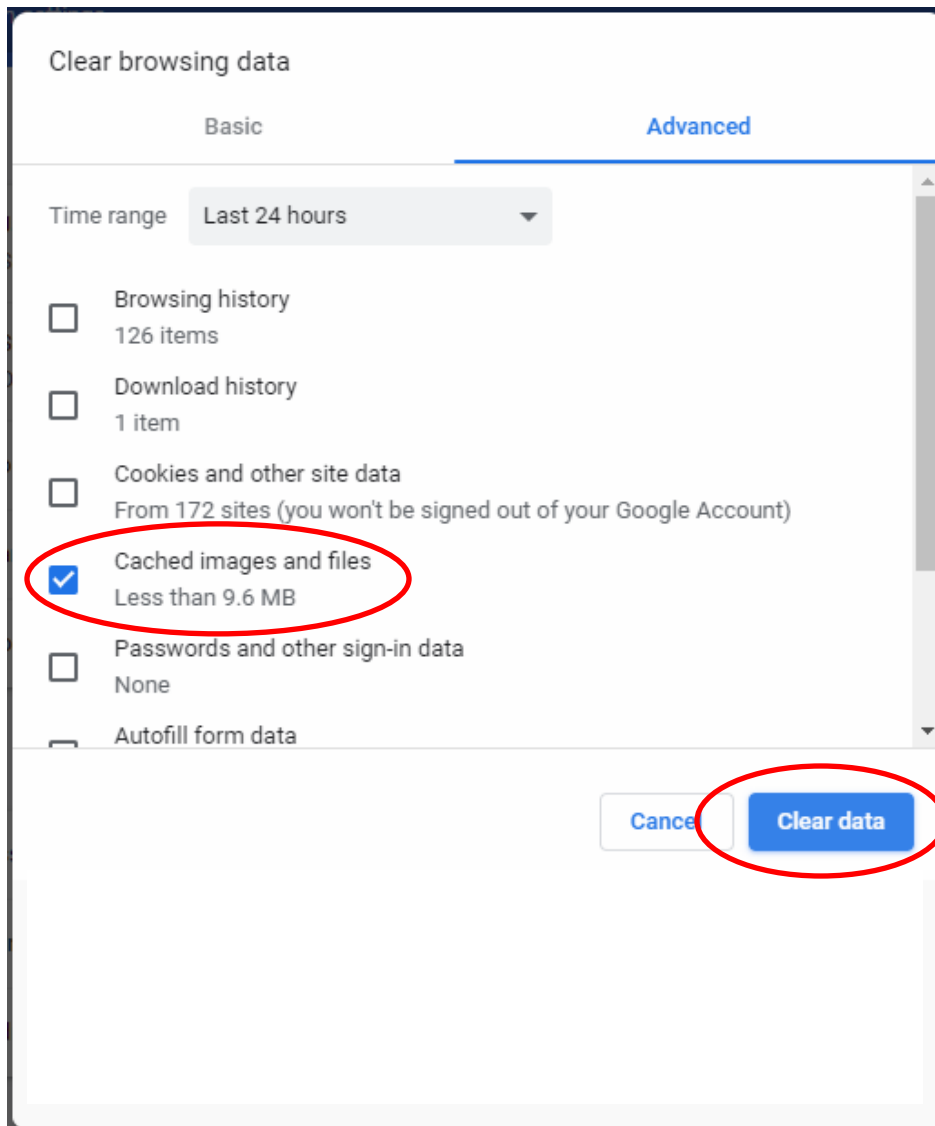 Clear browsing data
Basic Advanced
Time range Last 24 hours
Browsing history
126 items
Download history
1 item
Cookies and other site data
From 172 sites (you won't be signed out of your Google Account)
Cached images and files
Less than 9.6 MB
Passwords and other sign-in data
None
Autofill form data
Cancel Clear data